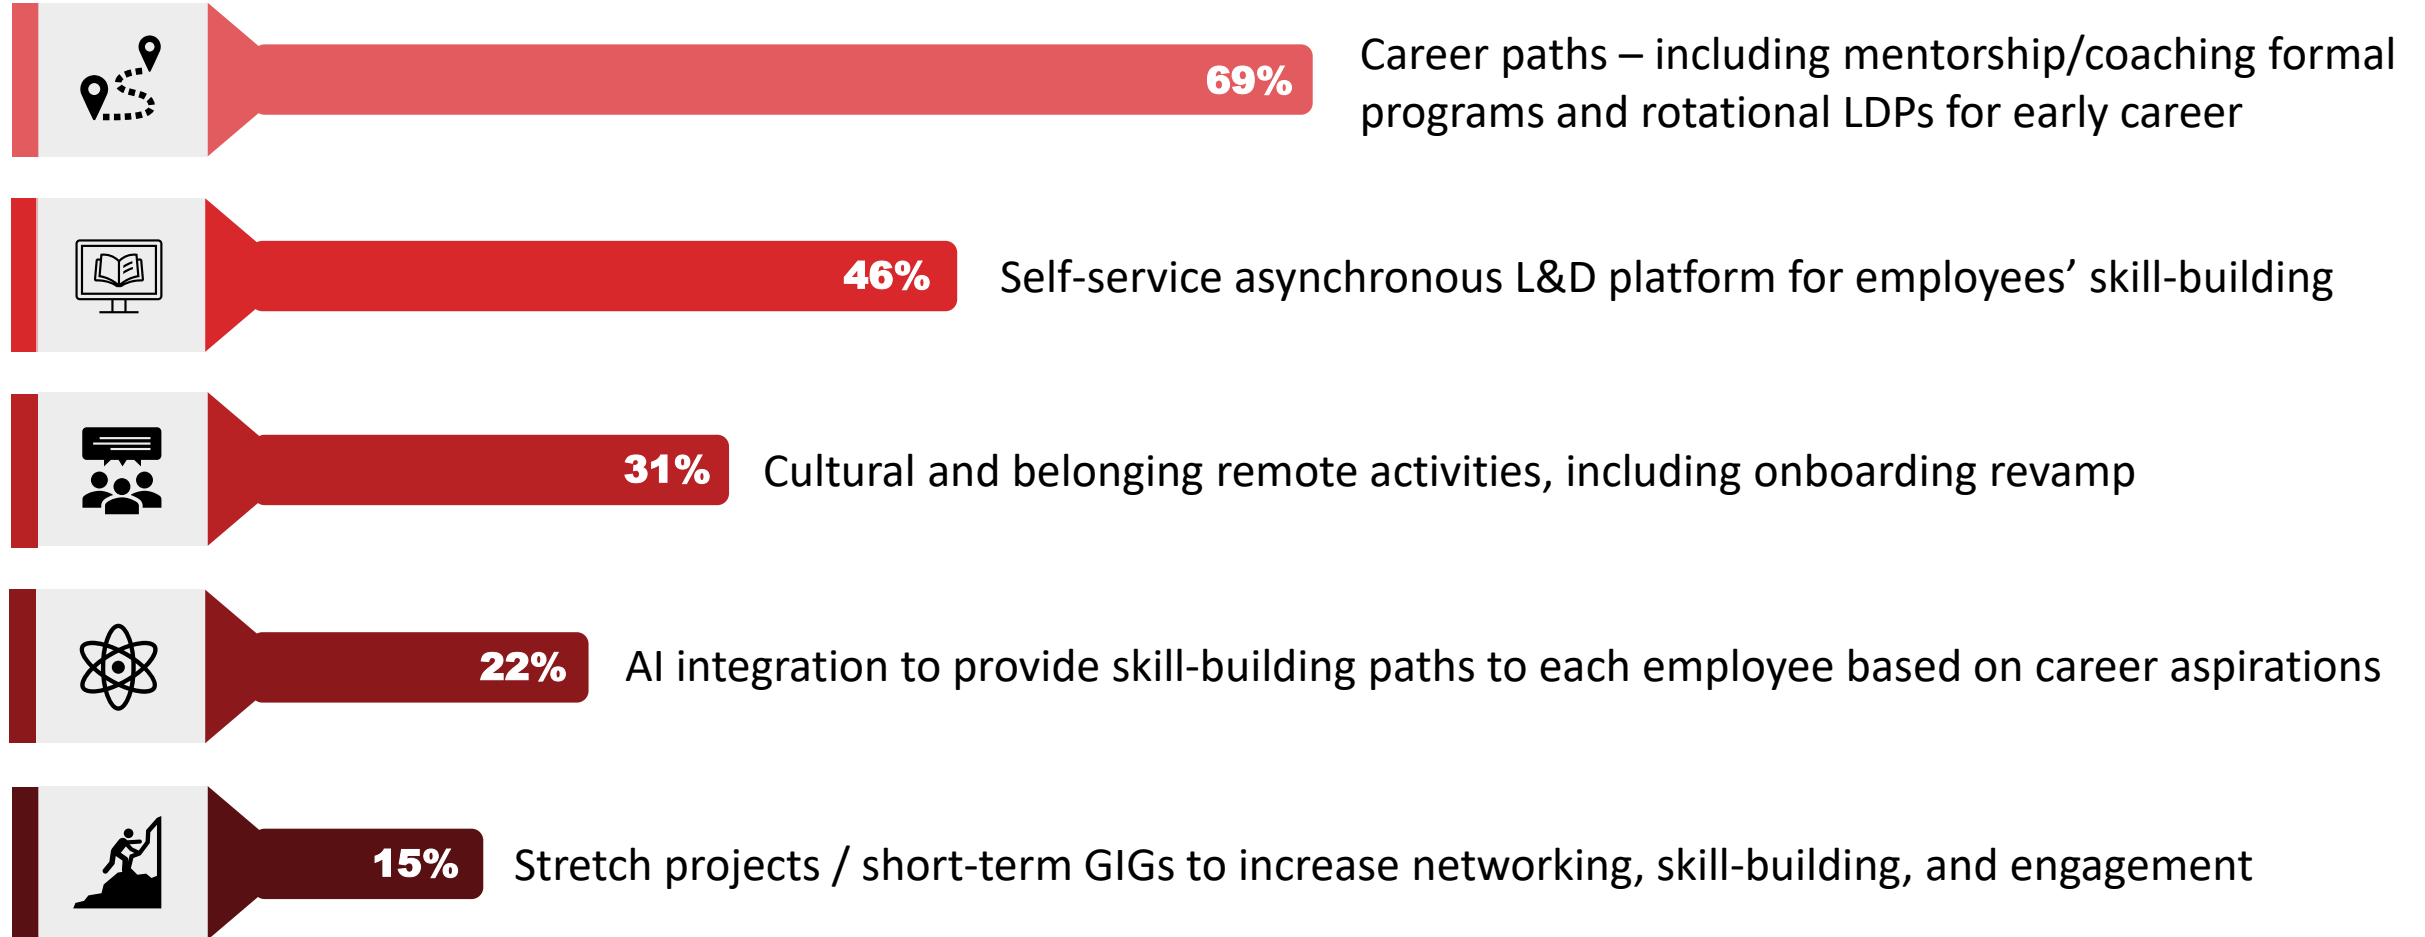 69%
Career paths – including mentorship/coaching formal
programs and rotational LDPs for early career
46%
Self-service asynchronous L&D platform for employees’ skill-building
31%
Cultural and belonging remote activities, including onboarding revamp
22%
AI integration to provide skill-building paths to each employee based on career aspirations
15%
Stretch projects / short-term GIGs to increase networking, skill-building, and engagement